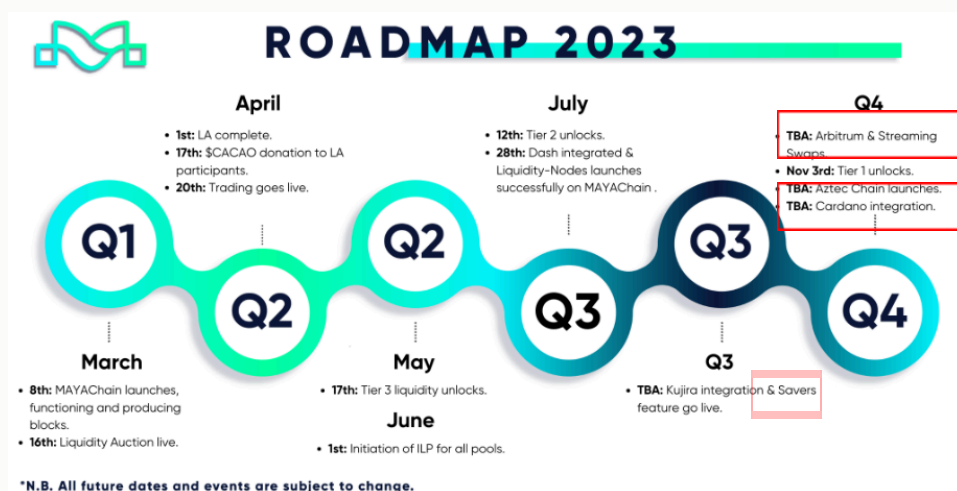 ROADMAP 2023
April
• 1st: LA complete.
• 17th: $CACAO donation to LA
participants.
• 20th: Trading goes live.
July
• 12th: Tier 2 unlocks.
• 28th: Dash integrated &
Liquidity-Nodes launches
successfully on MAYAChain .
Q4
• TBA: Arbitrum & Streaming
Swaps.
• Nov 3rd: Tier 1 unlocks.
• TBA: Aztec Chain launches.
• TBA: Cardano integration.
Q1
Q2
Q2
Q3
Q3
Q4
March
• 8th: MAYAChain launches,
functioning and producing
blocks.
• 16th: Liquidity Auction live.
May
• 17th: Tier 3 liquidity unlocks.
June
• 1st: Initiation of ILP for all pools.
Q3
• TBA: Kujira integration & Savers
feature go live.
*N.B. All future dates and events are subject to change.